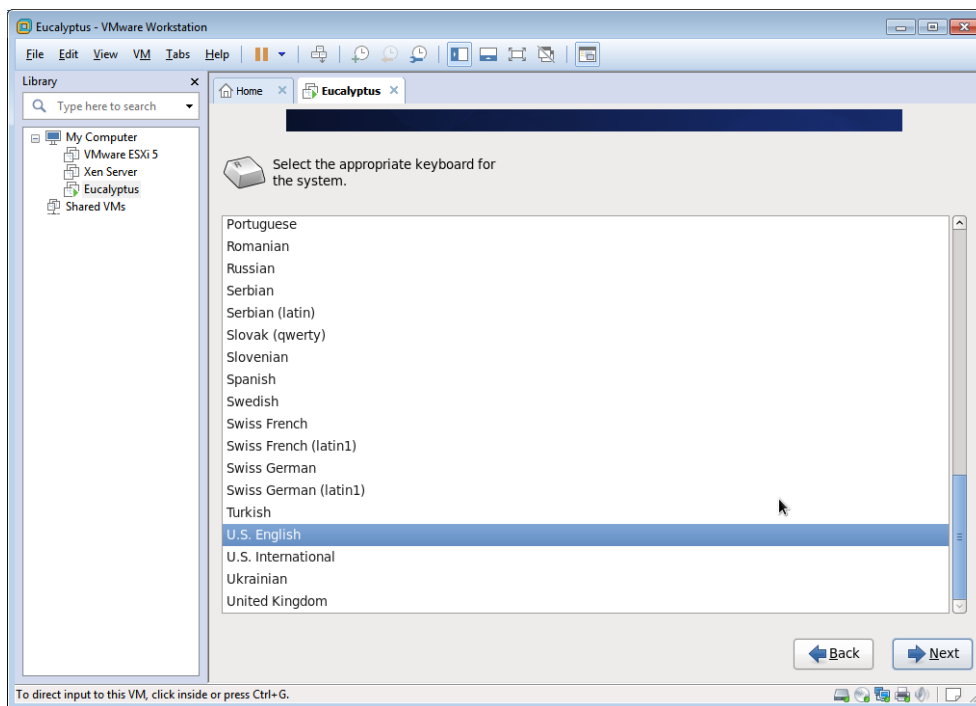 Eucalyptus - VMware Workstation
File Edit View VM Tabs Help
Library
Type here to search
My Computer
VMware ESXi 5
Xen Server
Eucalyptus
Shared VMs
Home Eucalyptus
Select the appropriate keyboard for
the system.
Portuguese
Romanian
Russian
Serbian
Serbian (latin)
Slovak (qwerty)
Slovenian
Spanish
Swedish
Swiss French
Swiss French (latin1)
Swiss German
Swiss German (latin1)
Turkish
U.S. English
U.S. International
Ukrainian
United Kingdom
Back Next
To direct input to this VM, click inside or press Ctrl+G.